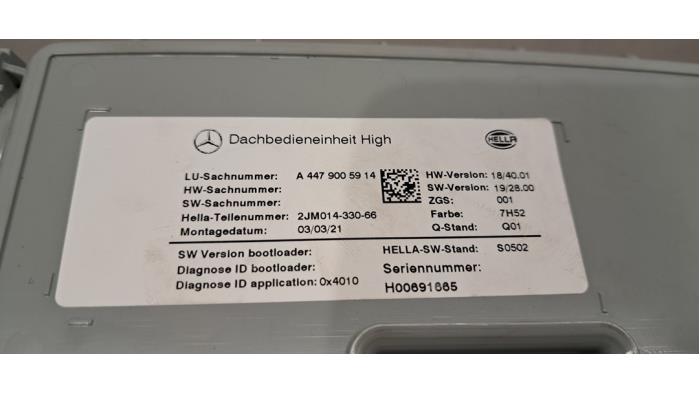 Dachbedieneinheit High HELLA
LU-Sachnummer: A 447 900 59 14 HW-Version: 18/40.01
HW-Sachnummer: SW-Version: 19/28.00
SW-Sachnummer: ZGS: 001
Hella-Teilenummer: 2JM014-330-66 Farbe: 7H52
Montagedatum: 03/03/21 Q-Stand: Q01
SW Version bootloader: HELLA-SW-Stand: S0502
Diagnose ID bootloader: Seriennummer:
Diagnose ID application: 0x4010 H00691665